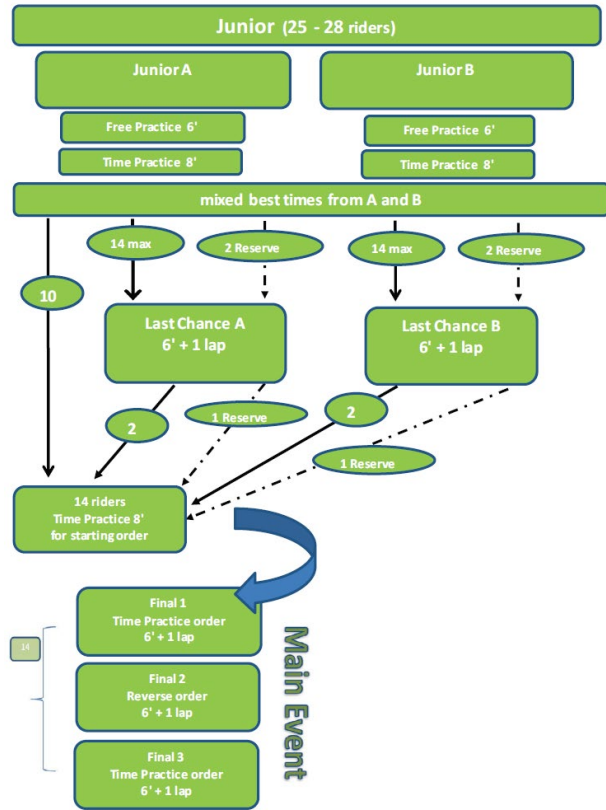 Junior (25 - 28 riders)
Junior A
Junior B
Free Practice 6'
Free Practice 6'
Time Practice 8'
Time Practice 8'
mixed best times from A and B
14 max
2 Reserve
14 max
2 Reserve
10
Last Chance A
6' + 1 lap
Last Chance B
6' + 1 lap
2
1 Reserve
2
1 Reserve
14 riders
Time Practice 8'
for starting order
Final 1
Time Practice order
6' + 1 lap
14
Final 2
Reverse order
6' + 1 lap
Final 3
Time Practice order
6' + 1 lap
Main Event